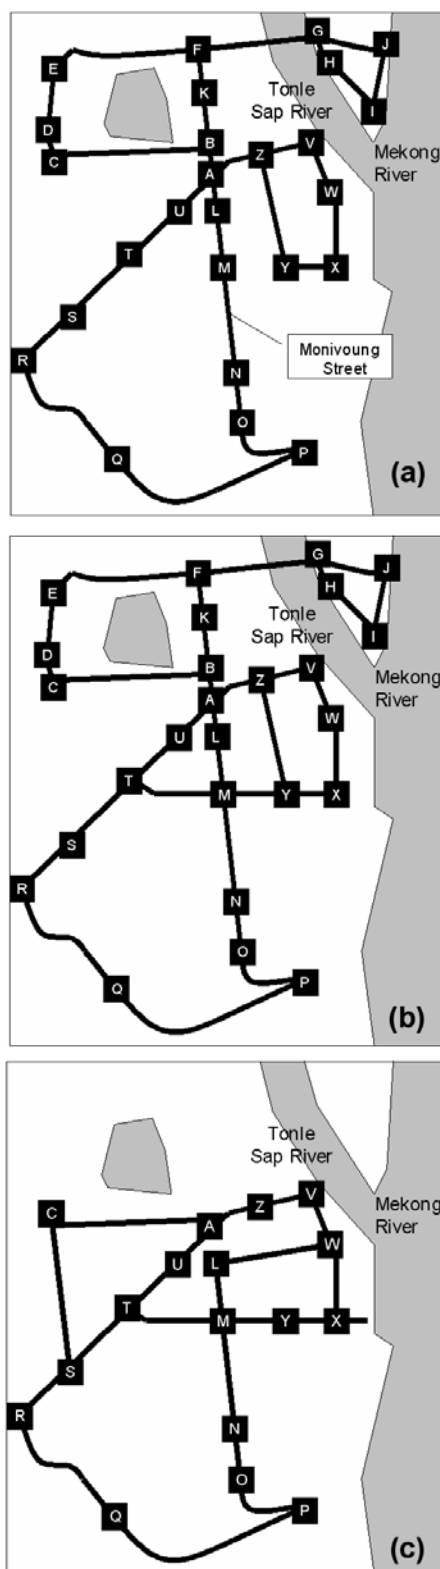 G
J
F
E
H
K
Tonle
Sap River
I
D
B
V
C
Z
Mekong
River
A
W
U
L
T
M
Y
X
S
Monivoung
Street
R
N
O
P
Q
(a)
G
J
F
E
H
K
Tonle
Sap River
I
D
B
V
C
Z
Mekong
River
A
W
U
L
T
M
Y
X
S
R
N
O
P
Q
(b)
Tonle
Sap River
V
C
Z
Mekong
River
A
W
U
L
T
M
Y
X
S
R
N
O
P
Q
(c)